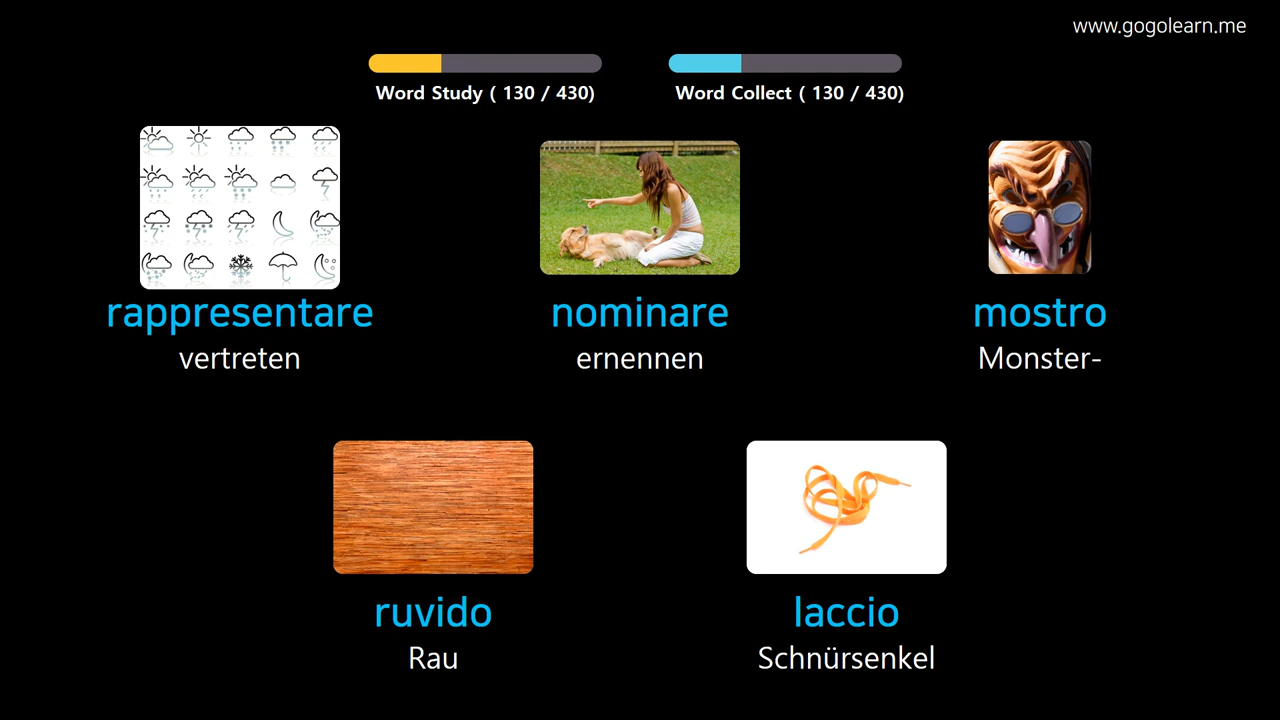 www.gogolearn.me
Word Study ( 130 / 430)
Word Collect ( 130 / 430)
rappresentare
vertreten
nominare
ernennen
mostro
Monster-
ruvido
Rau
laccio
Schnürsenkel